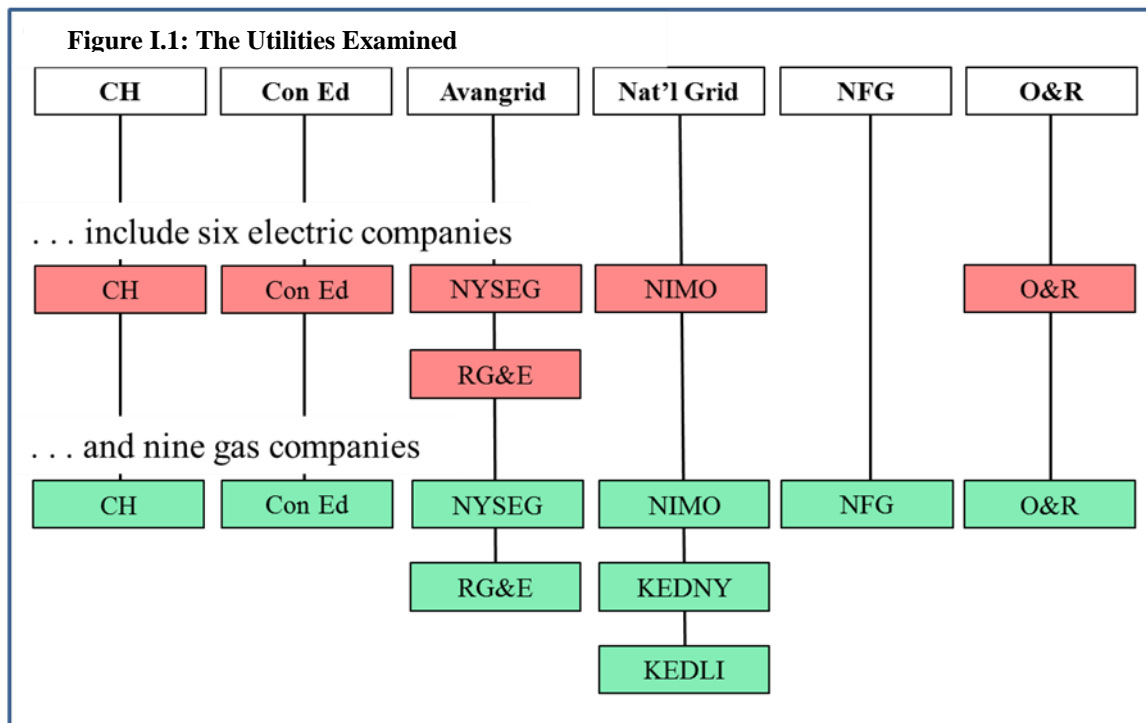 Figure I.1: The Utilities Examined
CH Con Ed Avangrid Nat'l Grid NFG O&R
. . . include six electric companies
CH Con Ed NYSEG NIMO O&R
RG&E
. . . and nine gas companies
CH Con Ed NYSEG NIMO NFG O&R
RG&E KEDNY
KEDLI